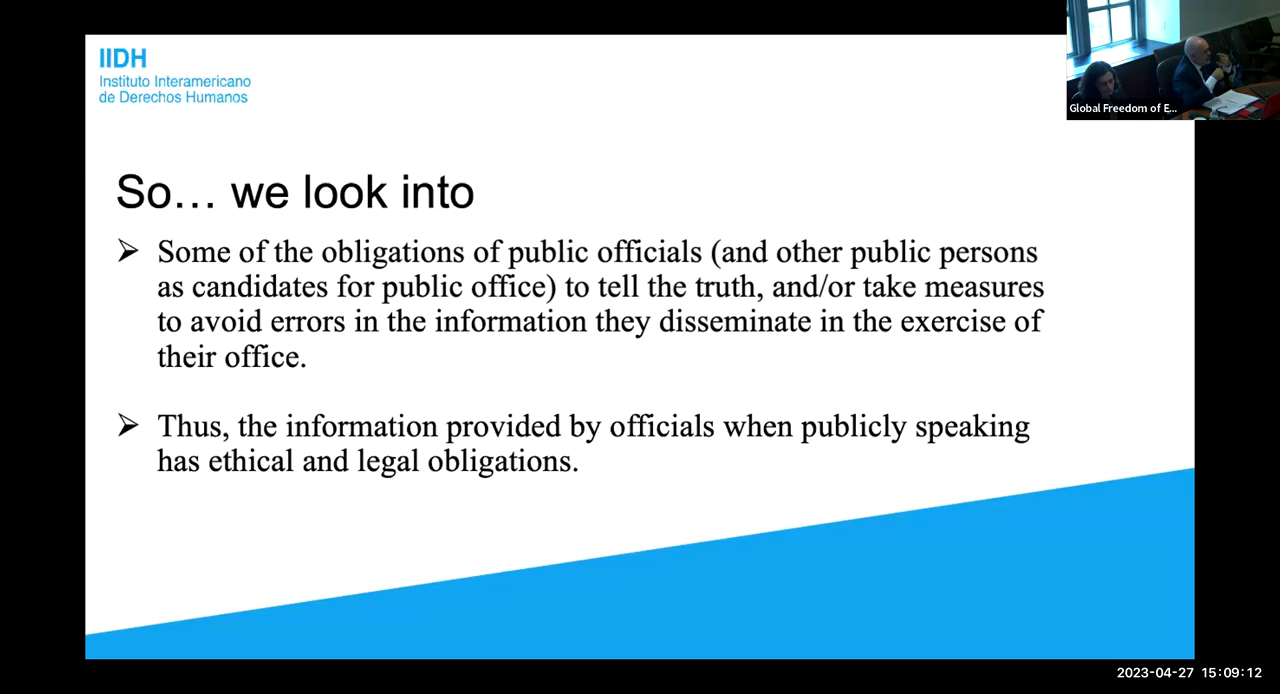 IIDH
Instituto Interamericano
de Derechos Humanos
Global Freedom of E...
So... we look into
➢ Some of the obligations of public officials (and other public persons
as candidates for public office) to tell the truth, and/or take measures
to avoid errors in the information they disseminate in the exercise of
their office.
➢ Thus, the information provided by officials when publicly speaking
has ethical and legal obligations.
2023-04-27 15:09:12